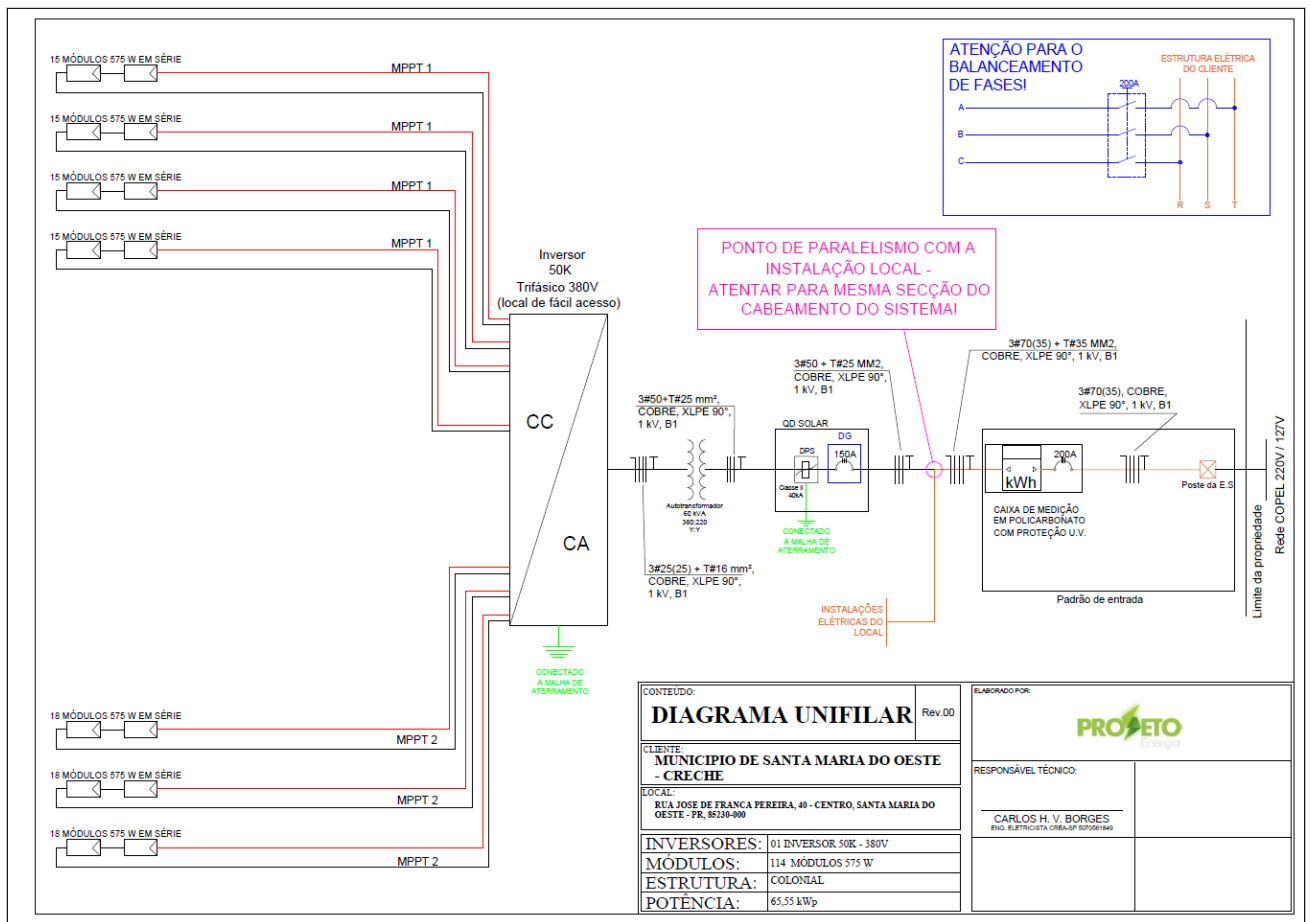 15 MÓDULOS 575 W EM SÉRIE
MPPT 1
15 MÓDULOS 575 W EM SÉRIE
MPPT 1
15 MÓDULOS 575 W EM SÉRIE
MPPT 1
15 MÓDULOS 575 W EM SÉRIE
MPPT 1
ATENÇÃO PARA O
BALANCEAMENTO
DE FASES!
ESTRUTURA ELÉTRICA
DO CLIENTE
200A
A
B
C
R S T
Inversor
50K
Trifásico 380V
(local de fácil acesso)
CC
CA
CONECTADO
À MALHA DE
ATERRAMENTO
PONTO DE PARALELISMO COM A
INSTALAÇÃO LOCAL -
ATENTAR PARA MESMA SECÇÃO DO
CABEAMENTO DO SISTEMA!
3#25(25) + T#16 mm²,
COBRE, XLPE 90°,
1 kV, B1
Autotransformador
60 kVA
380:220
Y:Y
3#50+T#25 mm²,
COBRE, XLPE 90°,
1 kV, B1
QD SOLAR
DG
DPS
150A
Classe II
40kA
CONECTADO
À MALHA DE
ATERRAMENTO
3#50 + T#25 MM2,
COBRE, XLPE 90°,
1 kV, B1
INSTALAÇÕES
ELÉTRICAS DO
LOCAL
3#70(35) + T#35 MM2,
COBRE, XLPE 90°,
1 kV, B1
3#70(35), COBRE,
XLPE 90°, 1 kV, B1
kWh
200A
CAIXA DE MEDIÇÃO
EM POLICARBONATO
COM PROTEÇÃO U.V.
Poste da E.S
Padrão de entrada
Limite da propriedade
Rede COPEL 220V / 127V
18 MÓDULOS 575 W EM SÉRIE
MPPT 2
18 MÓDULOS 575 W EM SÉRIE
MPPT 2
18 MÓDULOS 575 W EM SÉRIE
MPPT 2
CONTEÚDO:
DIAGRAMA UNIFILAR
Rev.00
CLIENTE:
MUNICIPIO DE SANTA MARIA DO OESTE
- CRECHE
LOCAL:
RUA JOSE DE FRANCA PEREIRA, 40 - CENTRO, SANTA MARIA DO
OESTE - PR, 85230-000
INVERSORES: 01 INVERSOR 50K - 380V
MÓDULOS: 114 MÓDULOS 575 W
ESTRUTURA: COLONIAL
POTÊNCIA: 65,55 kWp
ELABORADO POR:
PROJETO
Energia
RESPONSÁVEL TÉCNICO:
CARLOS H. V. BORGES
ENG. ELETRICISTA CREA-SP 5070561840